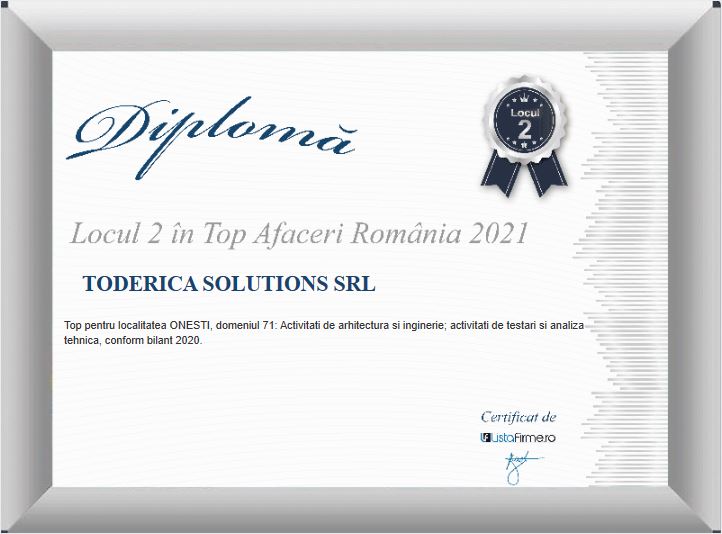 Diplomă
Locul
2
Locul 2 în Top Afaceri România 2021
TODERICA SOLUTIONS SRL
Top pentru localitatea ONESTI, domeniul 71: Activitati de arhitectura si inginerie; activitati de testari si analiza
tehnica, conform bilant 2020.
Certificat de
ListaFirme.ro